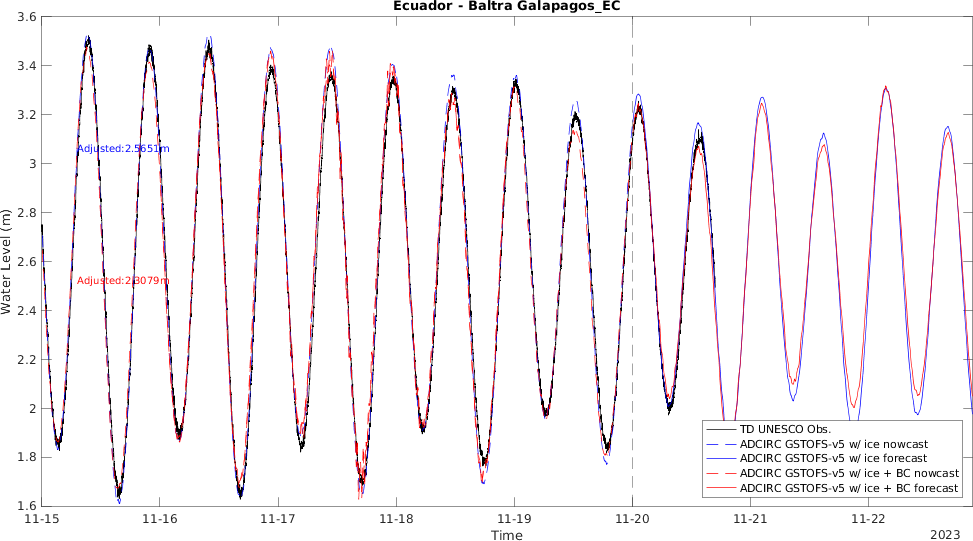 Ecuador - Baltra Galapagos_EC
3.6
3.4
3.2
3
2.8
2.6
2.4
2.2
2
1.8
1.6
Water Level (m)
Adjusted:2.5651m
Adjusted:2.3079m
TD UNESCO Obs.
ADCIRC GSTOFS-v5 w/ ice nowcast
ADCIRC GSTOFS-v5 w/ ice forecast
ADCIRC GSTOFS-v5 w/ ice + BC nowcast
ADCIRC GSTOFS-v5 w/ ice + BC forecast
11-15 11-16 11-17 11-18 11-19 11-20 11-21 11-22
Time
2023